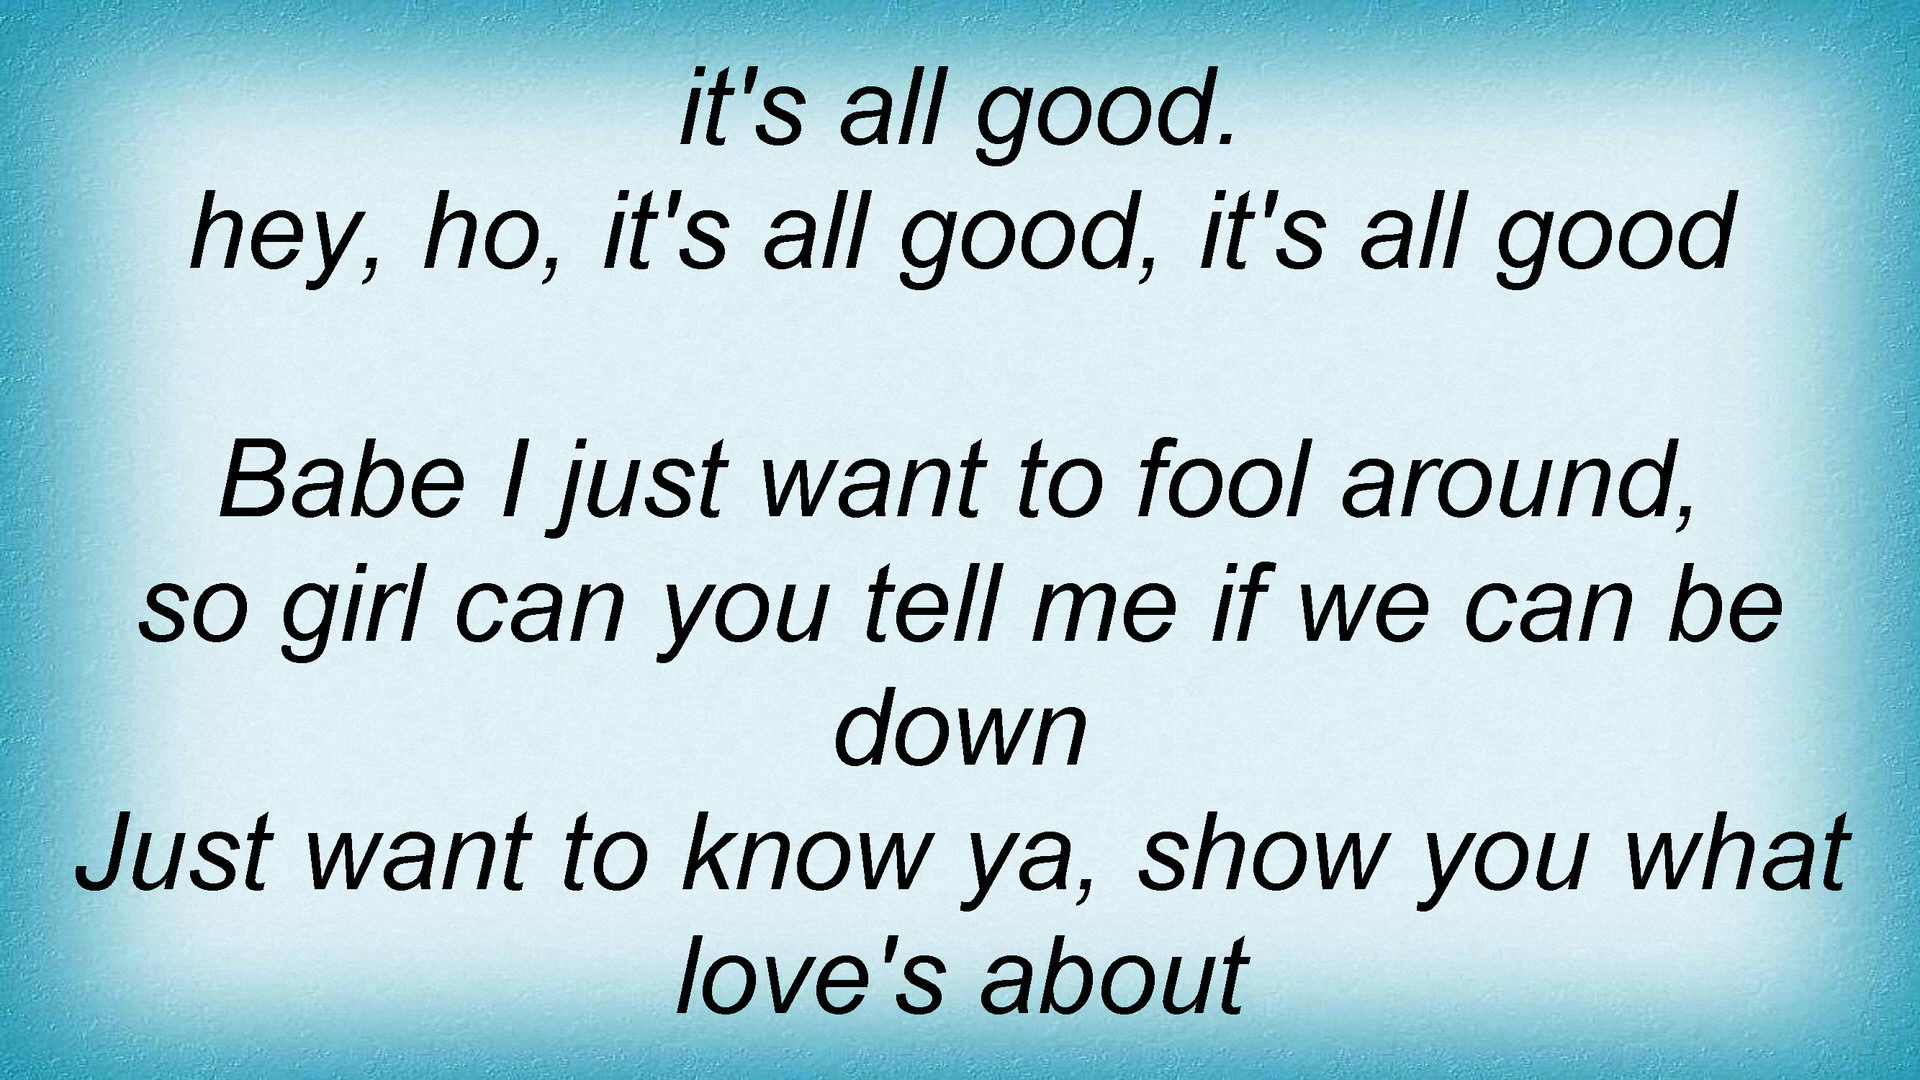 it's all good.
hey, ho, it's all good, it's all good
Babe I just want to fool around,
so girl can you tell me if we can be
down
Just want to know ya, show you what
love's about